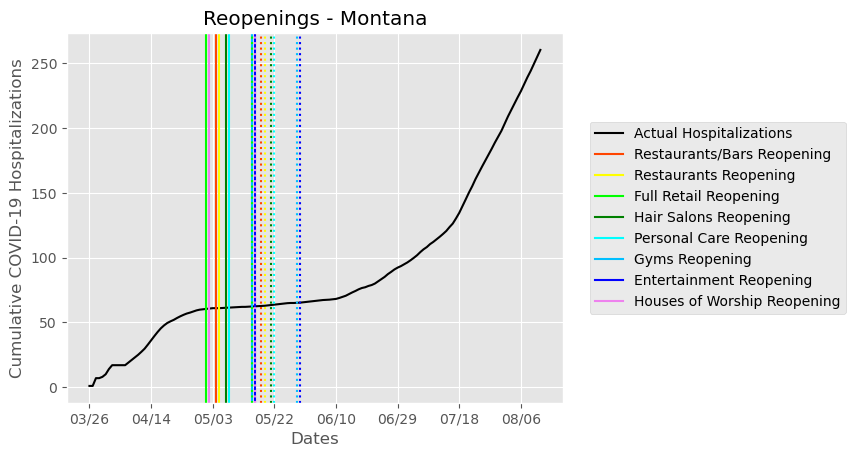 Reopenings - Montana
Cumulative COVID-19 Hospitalizations
250
200
150
100
50
0
03/26 04/14 05/03 05/22 06/10 06/29 07/18 08/06
Dates
Actual Hospitalizations
Restaurants/Bars Reopening
Restaurants Reopening
Full Retail Reopening
Hair Salons Reopening
Personal Care Reopening
Gyms Reopening
Entertainment Reopening
Houses of Worship Reopening